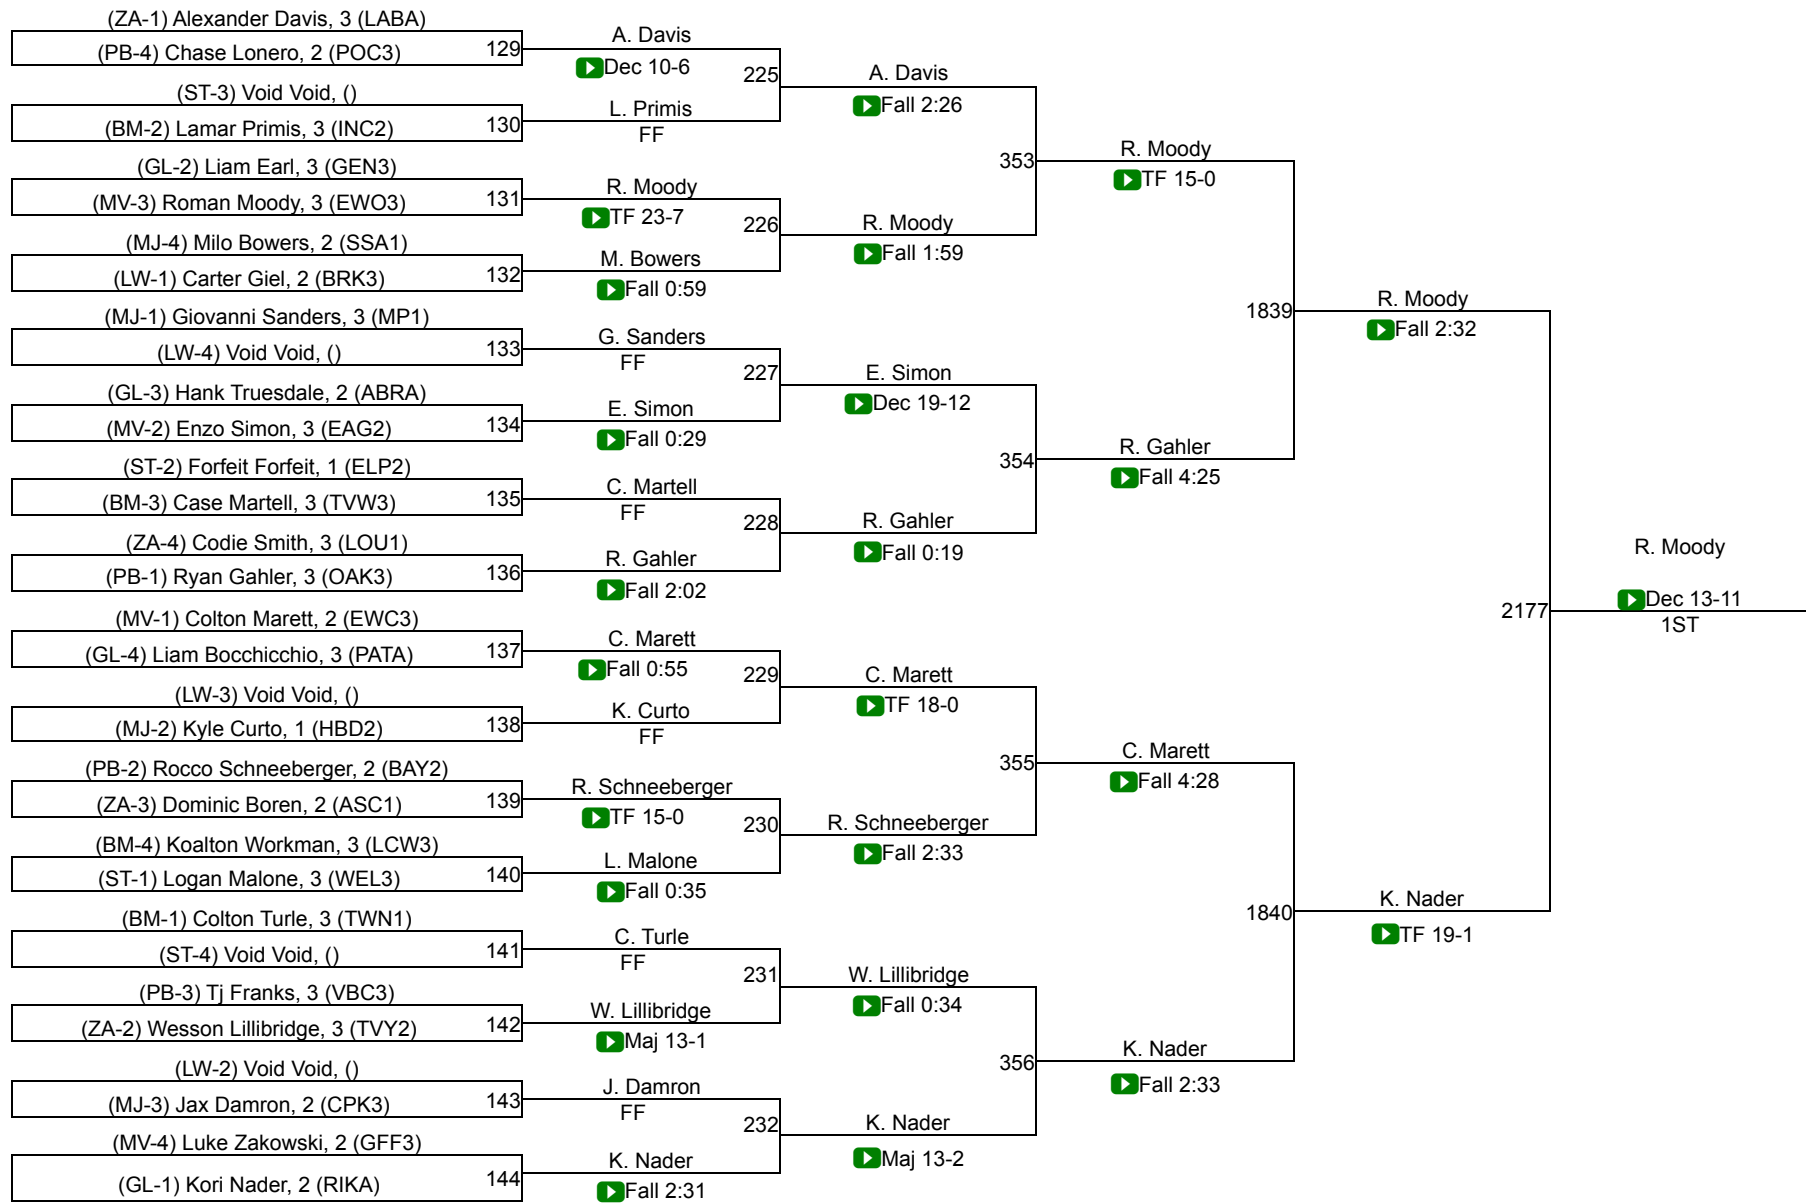 (ZA-1) Alexander Davis, 3 (LABA)
(PB-4) Chase Lonero, 2 (POC3)
129
(ST-3) Void Void, ()
(BM-2) Lamar Primis, 3 (INC2)
130
(GL-2) Liam Earl, 3 (GEN3)
(MV-3) Roman Moody, 3 (EWO3)
131
(MJ-4) Milo Bowers, 2 (SSA1)
(LW-1) Carter Giel, 2 (BRK3)
132
(MJ-1) Giovanni Sanders, 3 (MP1)
(LW-4) Void Void, ()
133
(GL-3) Hank Truesdale, 2 (ABRA)
(MV-2) Enzo Simon, 3 (EAG2)
134
(ST-2) Forfeit Forfeit, 1 (ELP2)
(BM-3) Case Martell, 3 (TVW3)
135
(ZA-4) Codie Smith, 3 (LOU1)
(PB-1) Ryan Gahler, 3 (OAK3)
136
(MV-1) Colton Marett, 2 (EWC3)
(GL-4) Liam Bocchicchio, 3 (PATA)
137
(LW-3) Void Void, ()
(MJ-2) Kyle Curto, 1 (HBD2)
138
(PB-2) Rocco Schneeberger, 2 (BAY2)
(ZA-3) Dominic Boren, 2 (ASC1)
139
(BM-4) Koalton Workman, 3 (LCW3)
(ST-1) Logan Malone, 3 (WEL3)
140
(BM-1) Colton Turle, 3 (TWN1)
(ST-4) Void Void, ()
141
(PB-3) Tj Franks, 3 (VBC3)
(ZA-2) Wesson Lillibridge, 3 (TVY2)
142
(LW-2) Void Void, ()
(MJ-3) Jax Damron, 2 (CPK3)
143
(MV-4) Luke Zakowski, 2 (GFF3)
(GL-1) Kori Nader, 2 (RIKA)
144
A. Davis
Dec 10-6
225
L. Primis
FF
R. Moody
TF 23-7
226
M. Bowers
Fall 0:59
G. Sanders
FF
227
E. Simon
Fall 0:29
C. Martell
FF
228
R. Gahler
Fall 2:02
C. Marett
Fall 0:55
229
K. Curto
FF
R. Schneeberger
TF 15-0
230
L. Malone
Fall 0:35
C. Turle
FF
231
W. Lillibridge
Maj 13-1
J. Damron
FF
232
K. Nader
Fall 2:31
A. Davis
Fall 2:26
353
R. Moody
Fall 1:59
E. Simon
Dec 19-12
354
R. Gahler
Fall 0:19
C. Marett
TF 18-0
355
R. Schneeberger
Fall 2:33
W. Lillibridge
Fall 0:34
356
K. Nader
Maj 13-2
R. Moody
TF 15-0
1839
R. Gahler
Fall 4:25
C. Marett
Fall 4:28
1840
K. Nader
Fall 2:33
R. Moody
Fall 2:32
2177
K. Nader
TF 19-1
R. Moody
Dec 13-11
1ST